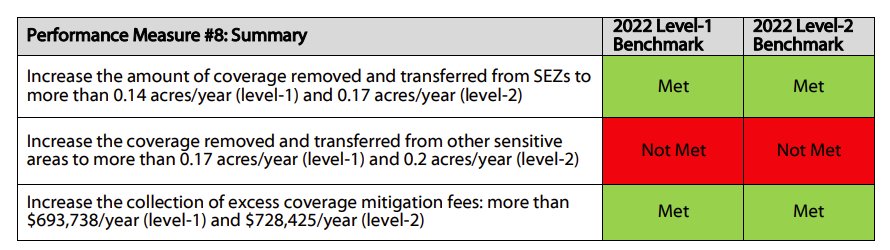 Performance Measure #8: Summary
2022 Level-1
Benchmark
2022 Level-2
Benchmark
Increase the amount of coverage removed and transferred from SEZs to
more than 0.14 acres/year (level-1) and 0.17 acres/year (level-2)
Met
Met
Increase the coverage removed and transferred from other sensitive
areas to more than 0.17 acres/year (level-1) and 0.2 acres/year (level-2)
Not Met
Not Met
Increase the collection of excess coverage mitigation fees: more than
$693,738/year (level-1) and $728,425/year (level-2)
Met
Met